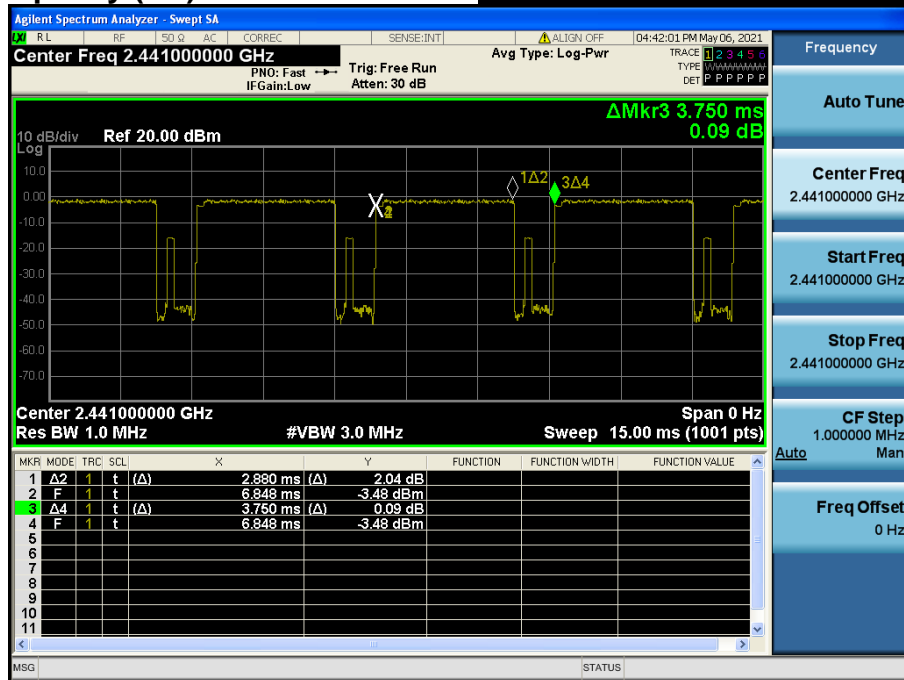 Agilent Spectrum Analyzer - Swept SA
LXI RL RF 50 Ω AC CORREC SENSE:INT ALIGN OFF 04:42:01 PM May 06, 2021
Center Freq 2.441000000 GHz
PNO: Fast
IFGain:Low
Trig: Free Run
Atten: 30 dB
Avg Type: Log-Pwr
TRACE 1 2 3 4 5 6
TYPE WWWWWW
DET P P P P P P
ΔMkr3 3.750 ms
0.09 dB
10 dB/div Ref 20.00 dBm
Log
10.0
0.00
-10.0
-20.0
-30.0
-40.0
-50.0
-60.0
-70.0
1Δ2
3Δ4
Center 2.441000000 GHz Span 0 Hz
Res BW 1.0 MHz #VBW 3.0 MHz Sweep 15.00 ms (1001 pts)
MKR MODE TRC SCL X Y FUNCTION FUNCTION WIDTH FUNCTION VALUE
1 Δ2 1 t (Δ) 2.880 ms (Δ) 2.04 dB
2 F 1 t 6.848 ms -3.48 dBm
3 Δ4 1 t (Δ) 3.750 ms (Δ) 0.09 dB
4 F 1 t 6.848 ms -3.48 dBm
5
6
7
8
9
10
11
MSG STATUS
Frequency
Auto Tune
Center Freq
2.441000000 GHz
Start Freq
2.441000000 GHz
Stop Freq
2.441000000 GHz
CF Step
1.000000 MHz
Auto Man
Freq Offset
0 Hz